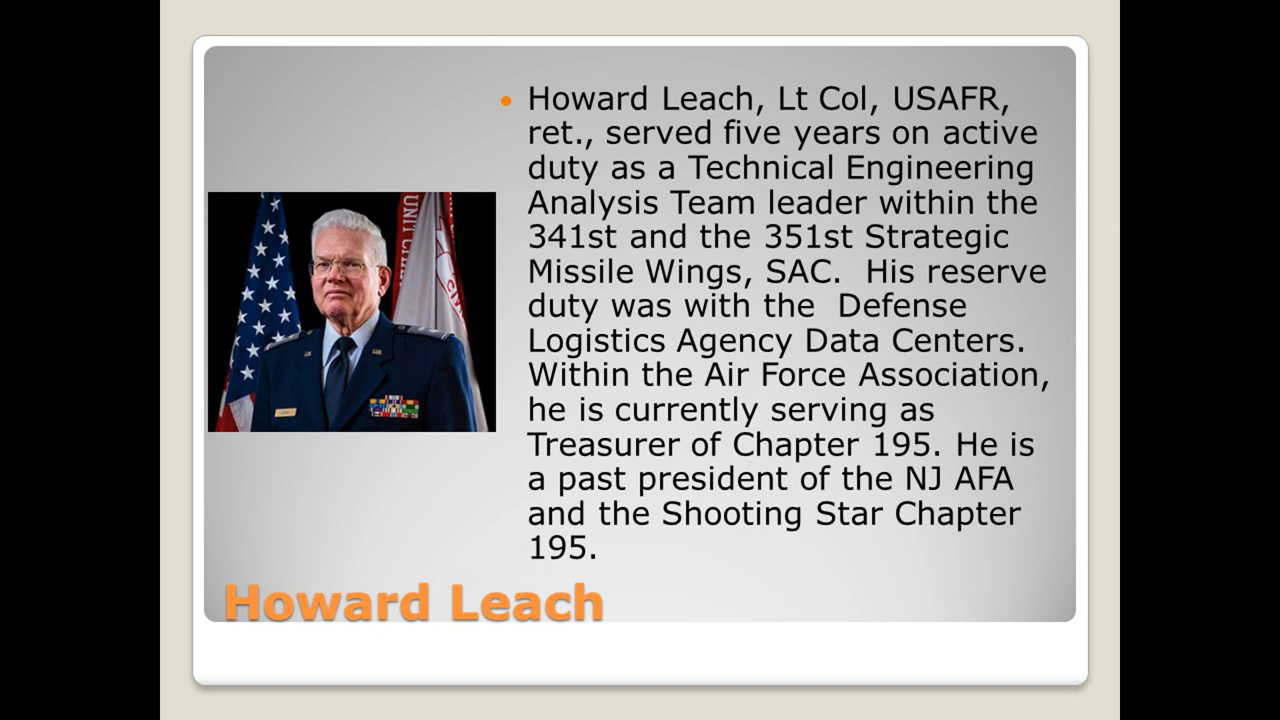 Howard Leach, Lt Col, USAFR,
ret., served five years on active
duty as a Technical Engineering
Analysis Team leader within the
341st and the 351st Strategic
Missile Wings, SAC.  His reserve
duty was with the  Defense
Logistics Agency Data Centers.
Within the Air Force Association,
he is currently serving as
Treasurer of Chapter 195. He is
a past president of the NJ AFA
and the Shooting Star Chapter
195.
Howard Leach